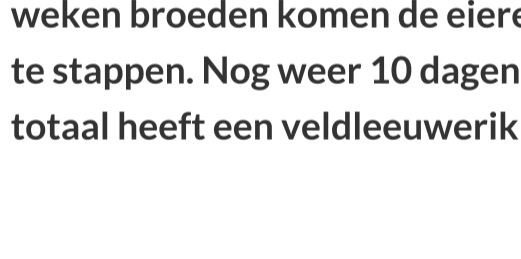 weken broeden komen de eiere
te stappen. Nog weer 10 dagen
totaal heeft een veldleeuwerik